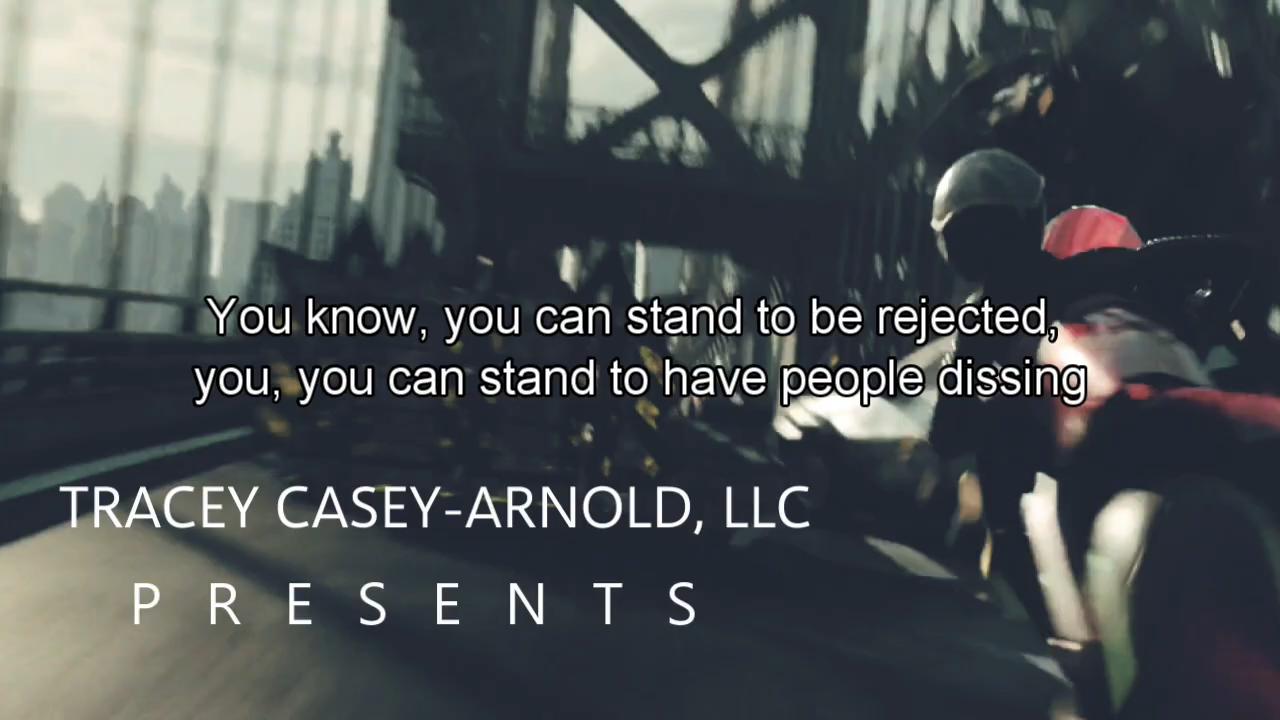 You know, you can stand to be rejected,
you, you can stand to have people dissing
TRACEY CASEY-ARNOLD, LLC
PRESENTS